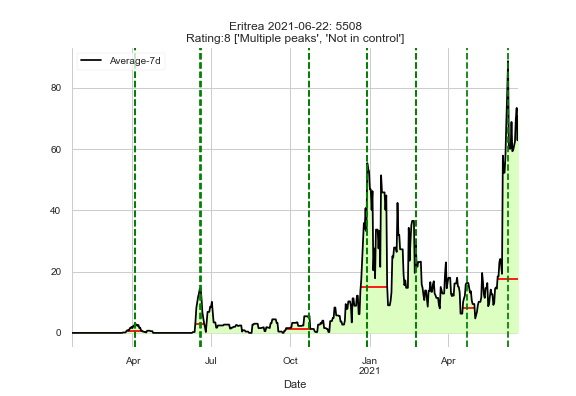 Eritrea 2021-06-22: 5508
Rating:8 ['Multiple peaks', 'Not in control']
Average-7d
80
60
40
20
0
Apr
Jul
Oct
Jan
2021
Apr
Date